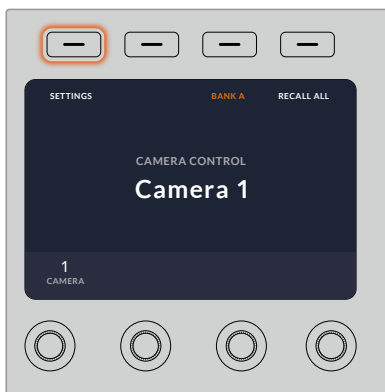 SETTINGS BANK A RECALL ALL
CAMERA CONTROL
Camera 1
1
CAMERA